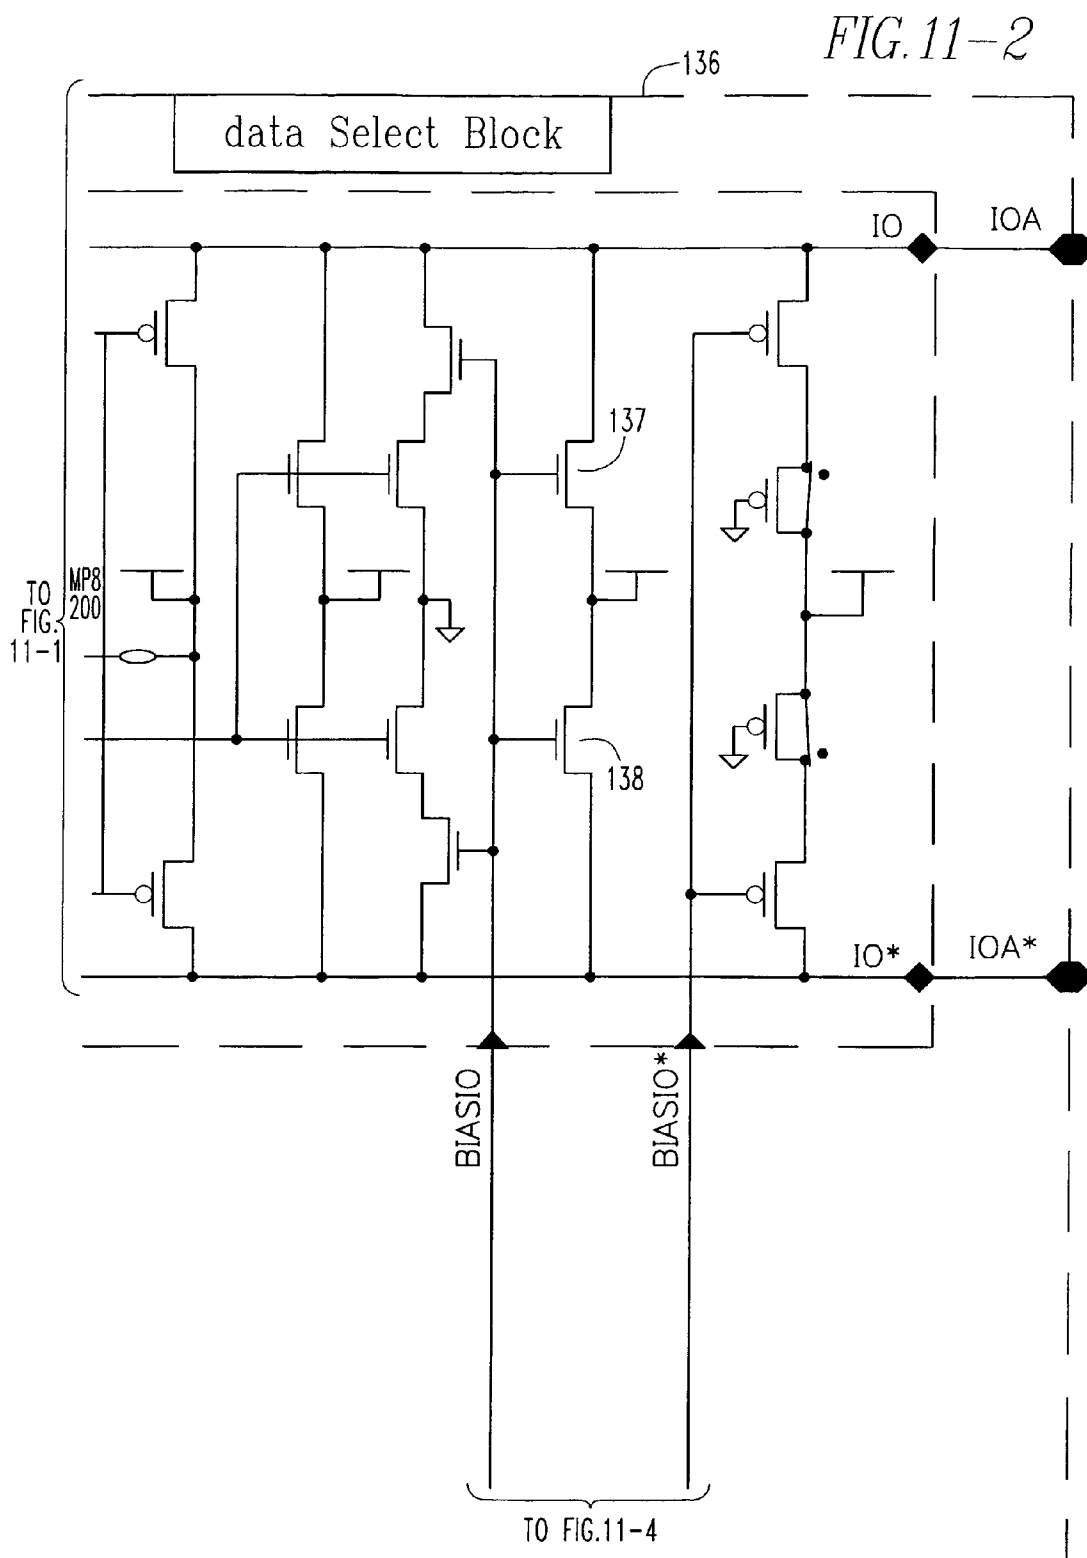 FIG. 11-2
136
data Select Block
IO
IOA
137
MP8
200
TO
FIG.
11-1
138
IO*
IOA*
BIASIO
BIASIO*
TO FIG.11-4